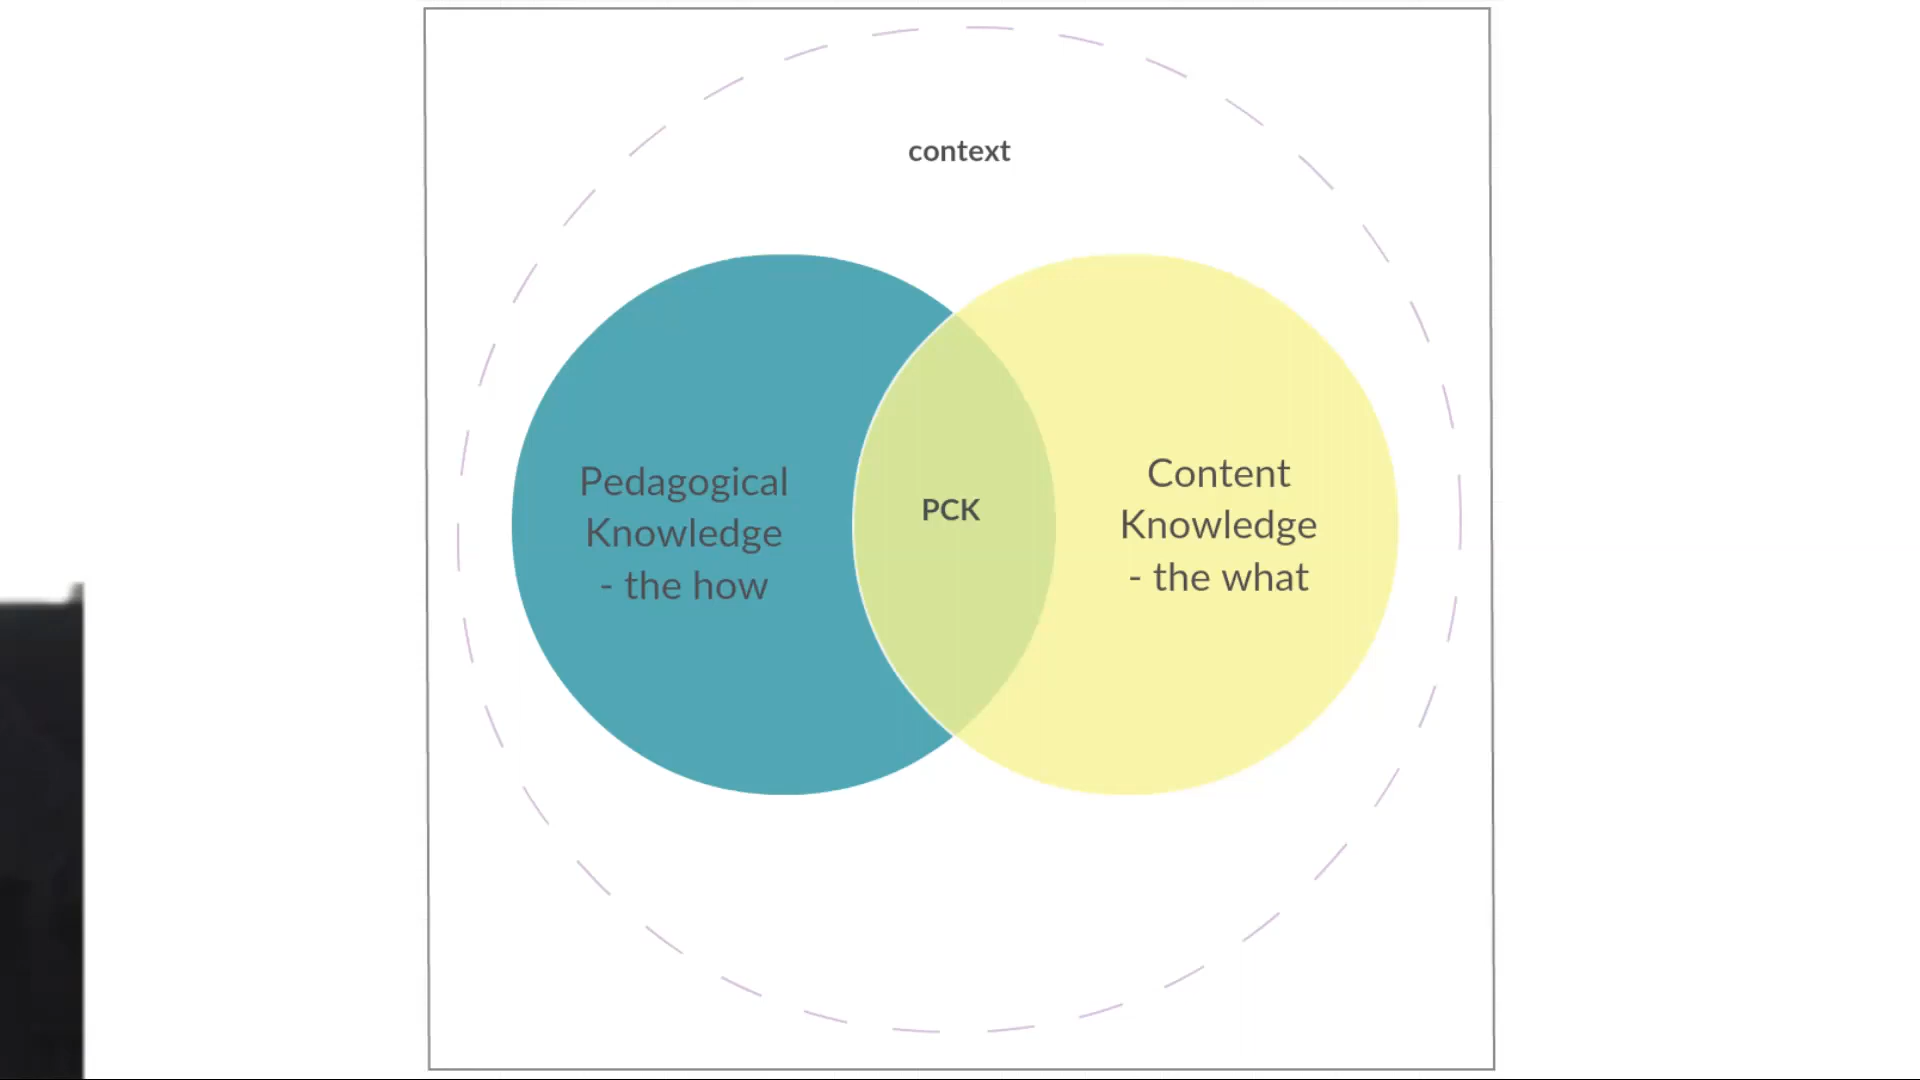 context
Pedagogical
Knowledge
- the how
PCK
Content
Knowledge
- the what